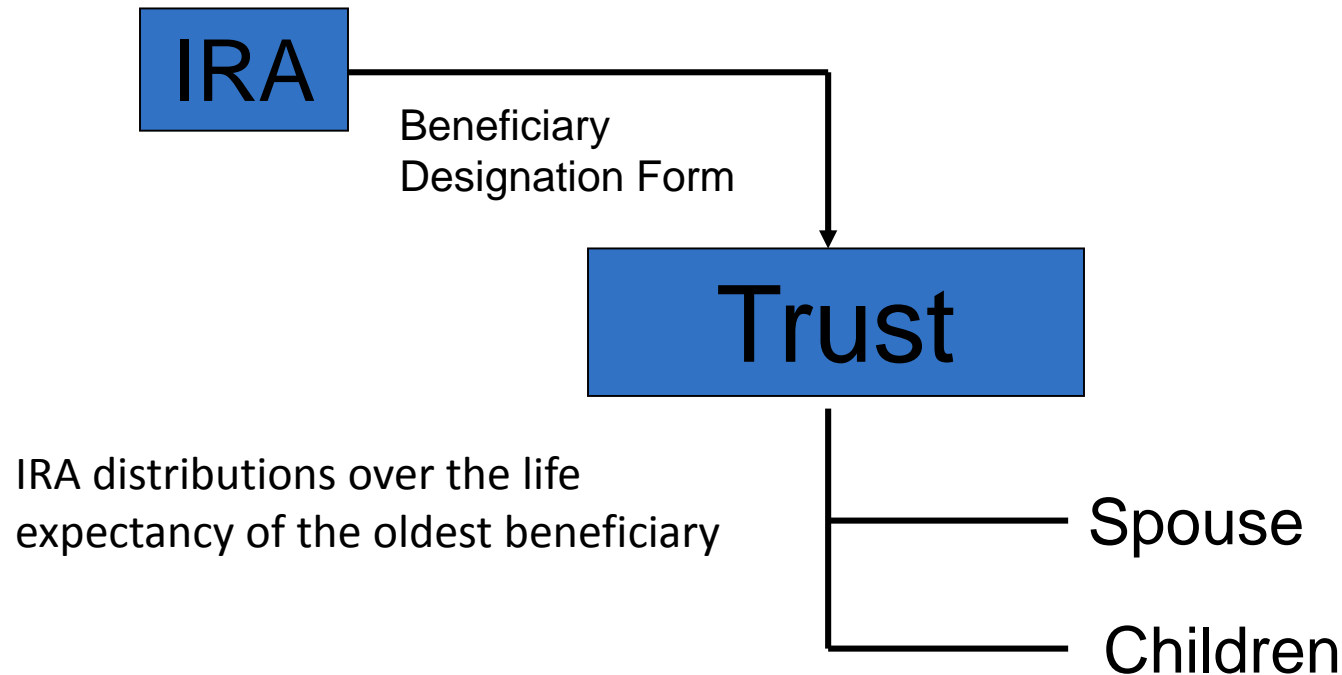 IRA
Beneficiary
Designation Form
Trust
IRA distributions over the life
expectancy of the oldest beneficiary
Spouse
Children